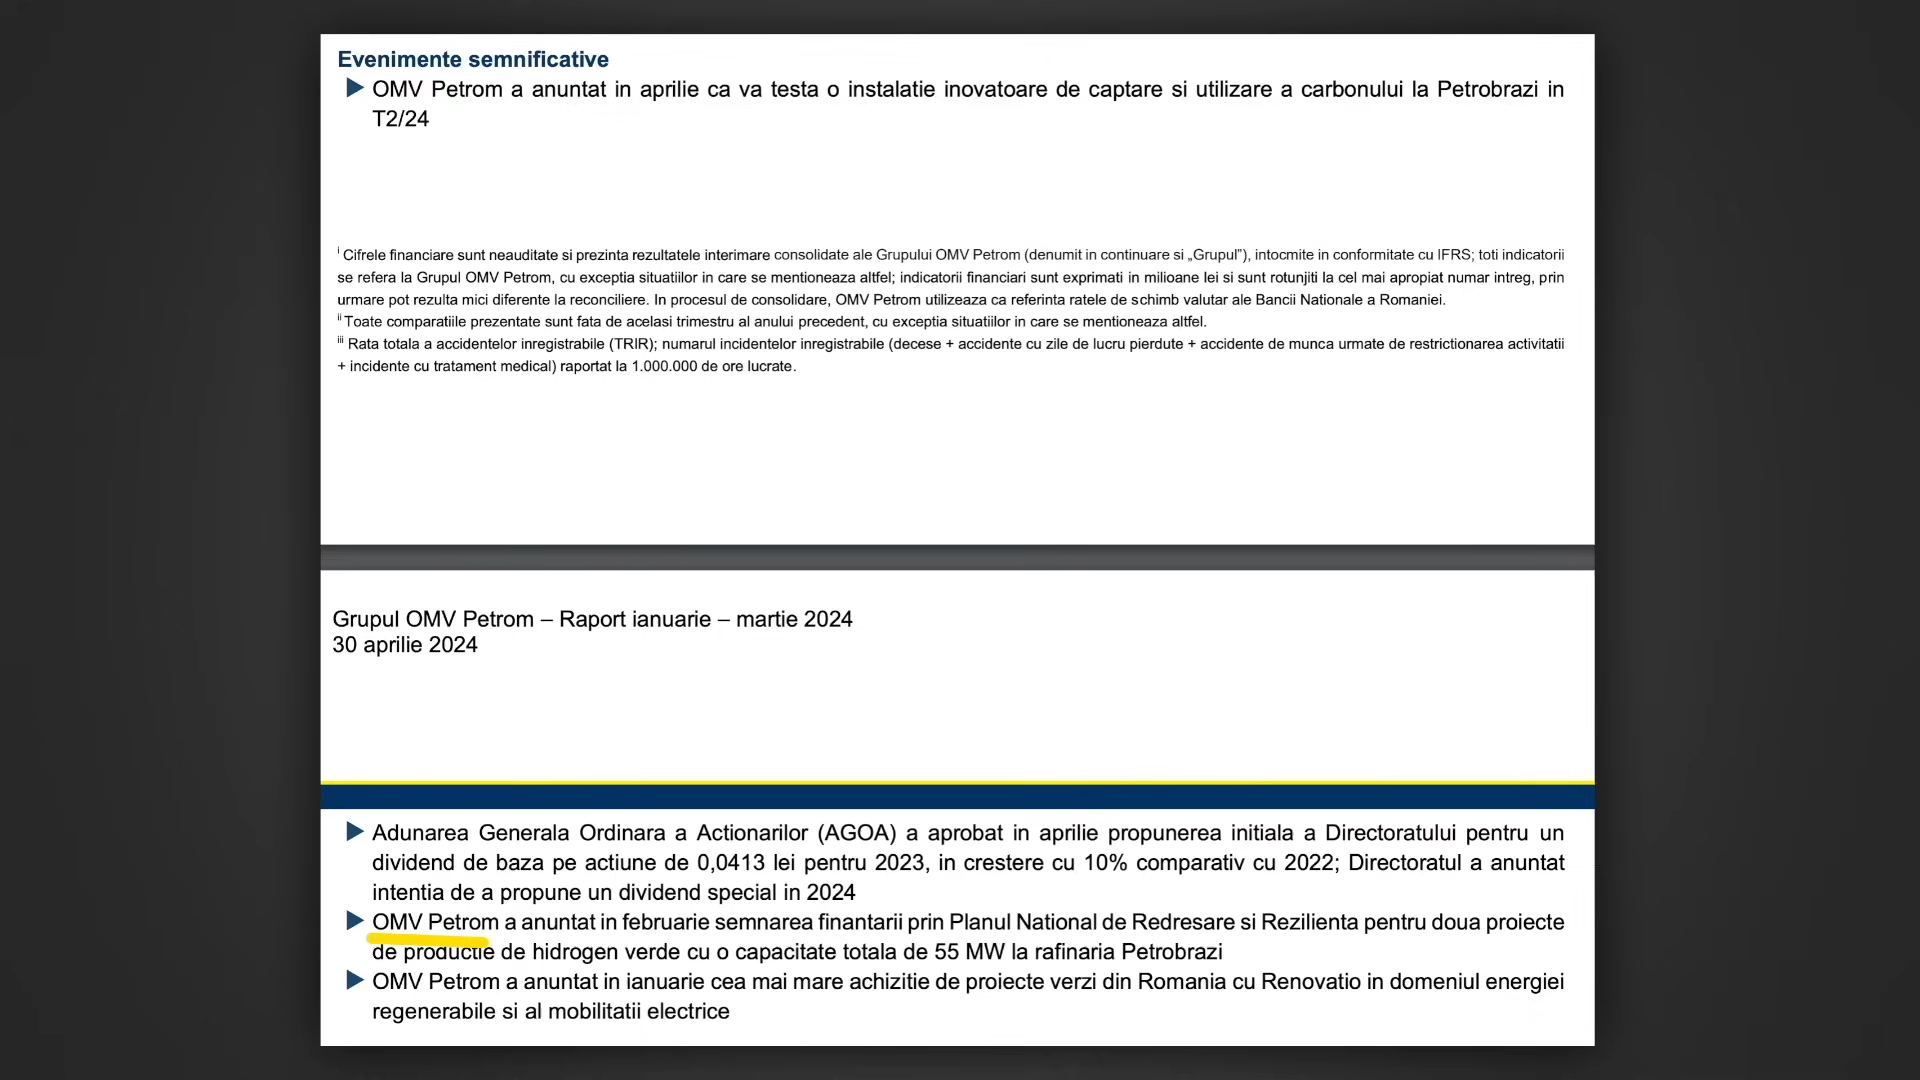 Evenimente semnificative
▶ OMV Petrom a anuntat in aprilie ca va testa o instalatie inovatoare de captare si utilizare a carbonului la Petrobrazi in
T2/24
i Cifrele financiare sunt neauditate si prezinta rezultatele interimare consolidate ale Grupului OMV Petrom (denumit in continuare si „Grupul”), intocmite in conformitate cu IFRS; toti indicatorii
se refera la Grupul OMV Petrom, cu exceptia situatiilor in care se mentioneaza altfel; indicatorii financiari sunt exprimati in milioane lei si sunt rotunjiti la cel mai apropiat numar intreg, prin
urmare pot rezulta mici diferente la reconciliere. In procesul de consolidare, OMV Petrom utilizeaza ca referinta ratele de schimb valutar ale Bancii Nationale a Romaniei.
ii Toate comparatiile prezentate sunt fata de acelasi trimestru al anului precedent, cu exceptia situatiilor in care se mentioneaza altfel.
iii Rata totala a accidentelor inregistrabile (TRIR); numarul incidentelor inregistrabile (decese + accidente cu zile de lucru pierdute + accidente de munca urmate de restrictionarea activitatii
+ incidente cu tratament medical) raportat la 1.000.000 de ore lucrate.
Grupul OMV Petrom – Raport ianuarie – martie 2024
30 aprilie 2024
▶ Adunarea Generala Ordinara a Actionarilor (AGOA) a aprobat in aprilie propunerea initiala a Directoratului pentru un
dividend de baza pe actiune de 0,0413 lei pentru 2023, in crestere cu 10% comparativ cu 2022; Directoratul a anuntat
intentia de a propune un dividend special in 2024
▶ OMV Petrom a anuntat in februarie semnarea finantarii prin Planul National de Redresare si Rezilienta pentru doua proiecte
de productie de hidrogen verde cu o capacitate totala de 55 MW la rafinaria Petrobrazi
▶ OMV Petrom a anuntat in ianuarie cea mai mare achizitie de proiecte verzi din Romania cu Renovatio in domeniul energiei
regenerabile si al mobilitatii electrice